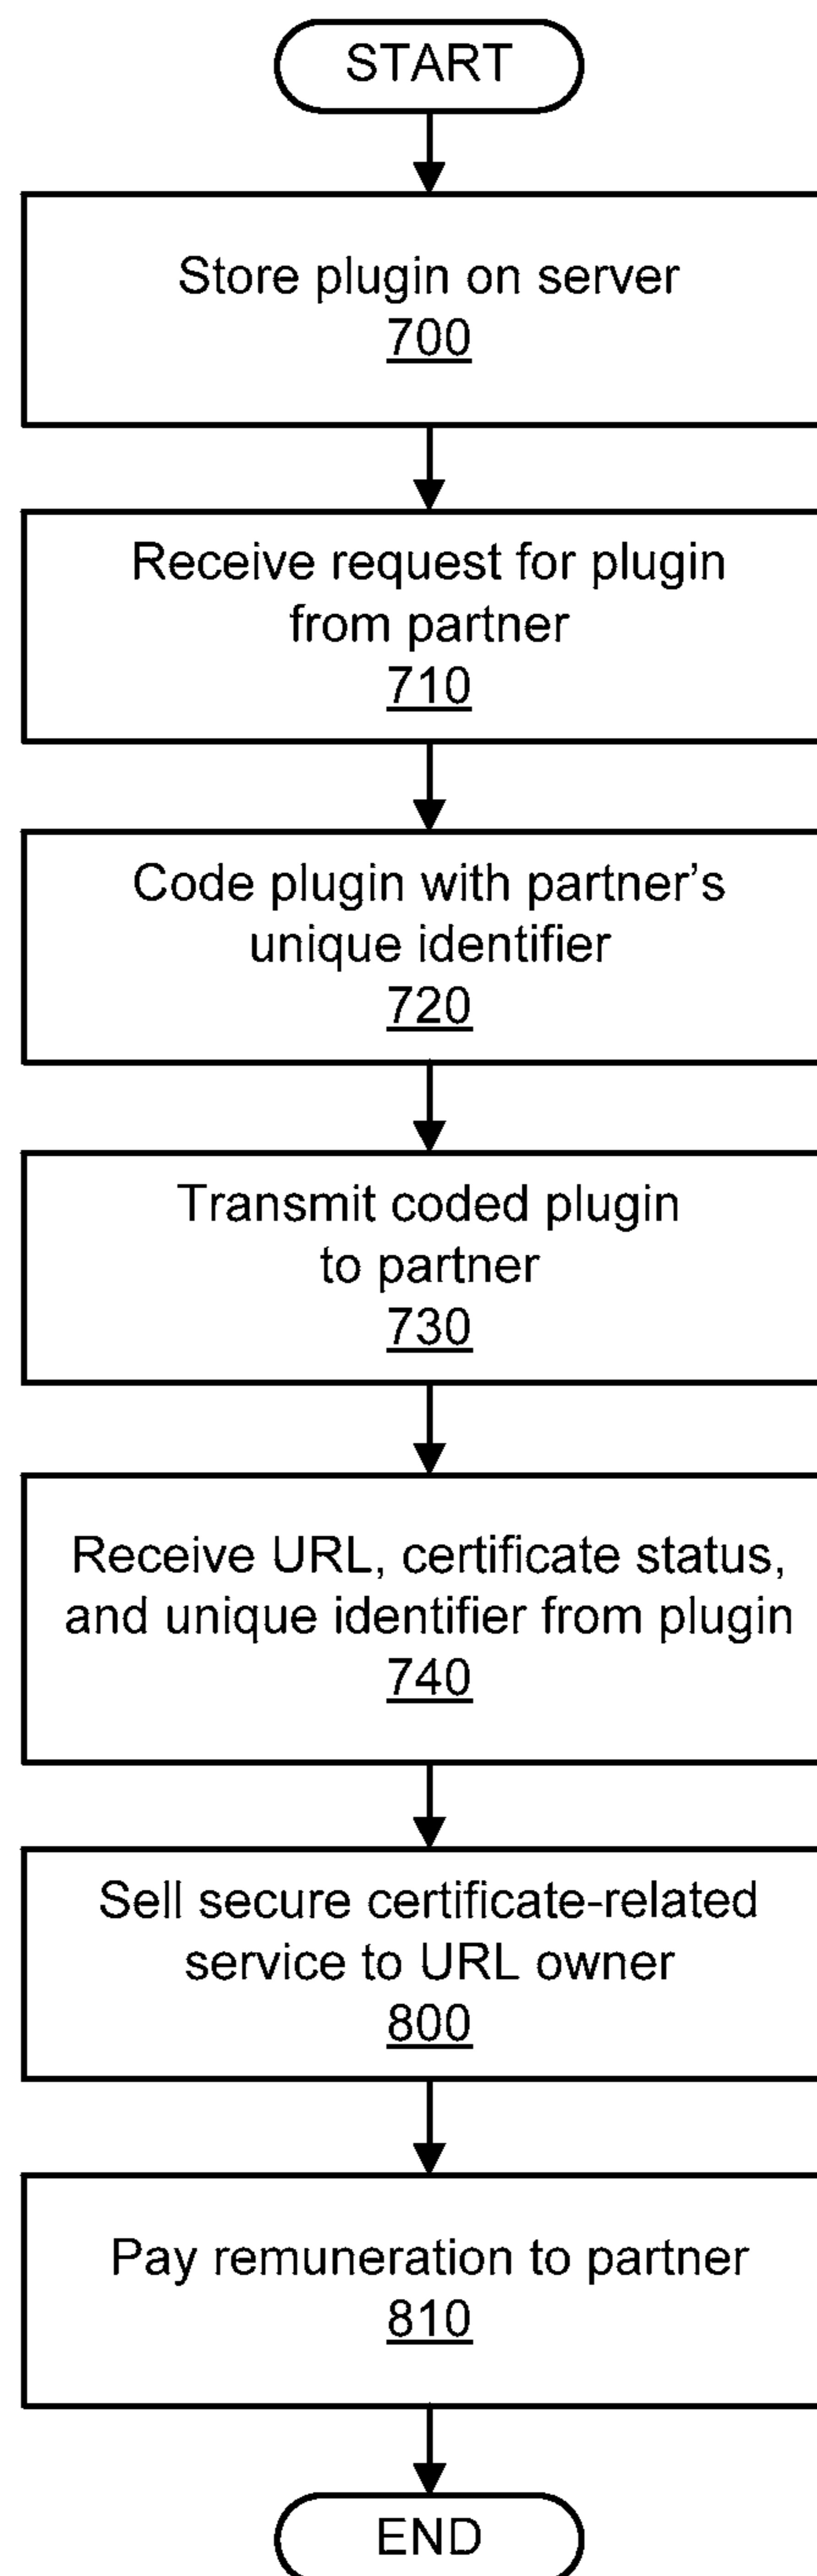 START
Store plugin on server
700
Receive request for plugin
from partner
710
Code plugin with partner’s
unique identifier
720
Transmit coded plugin
to partner
730
Receive URL, certificate status,
and unique identifier from plugin
740
Sell secure certificate-related
service to URL owner
800
Pay remuneration to partner
810
END